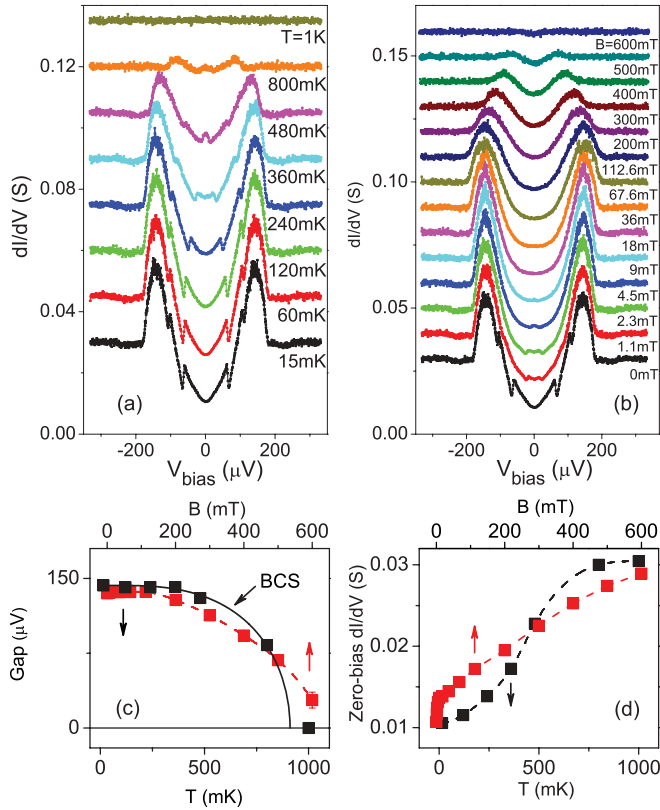 (a)
T=1K
0.12
800mK
480mK
360mK
0.08
240mK
120mK
0.04
60mK
15mK
0.00
dI/dV (S)
-200 0 200
V_bias (μV)
(b)
B=600mT
500mT
0.15
400mT
300mT
200mT
0.10
112.6mT
67.6mT
36mT
18mT
9mT
0.05
4.5mT
2.3mT
1.1mT
0mT
0.00
dI/dV (S)
-200 0 200
V_bias (μV)
B (mT)
0 200 400 600
150
BCS
Gap (μV)
(c)
0
0 500 1000
T (mK)
B (mT)
0 200 400 600
0.03
0.02
0.01
Zero-bias dI/dV (S)
(d)
0 500 1000
T (mK)